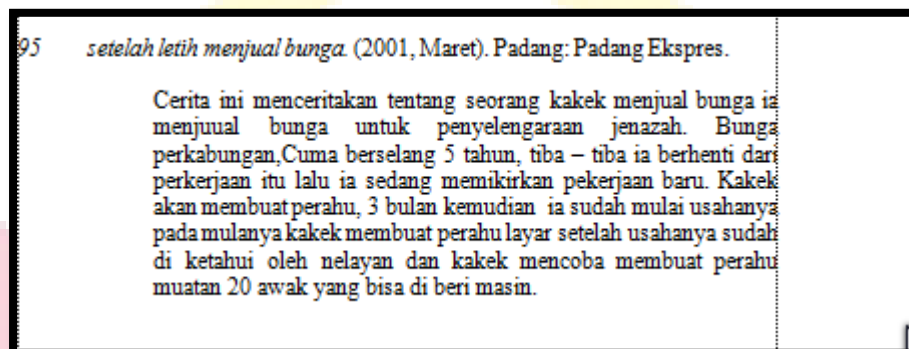 95 setelah letih menjual bunga. (2001, Maret). Padang: Padang Ekspres.
Cerita ini menceritakan tentang seorang kakek menjual bunga ia
menjuual bunga untuk penyelengaraan jenazah. Bunga
perkabungan,Cuma berselang 5 tahun, tiba – tiba ia berhenti dari
perkerjaan itu lalu ia sedang memikirkan pekerjaan baru. Kakek
akan membuat perahu, 3 bulan kemudian ia sudah mulai usahanya
pada mulanya kakek membuat perahu layar setelah usahanya sudah
di ketahui oleh nelayan dan kakek mencoba membuat perahu
muatan 20 awak yang bisa di beri masin.